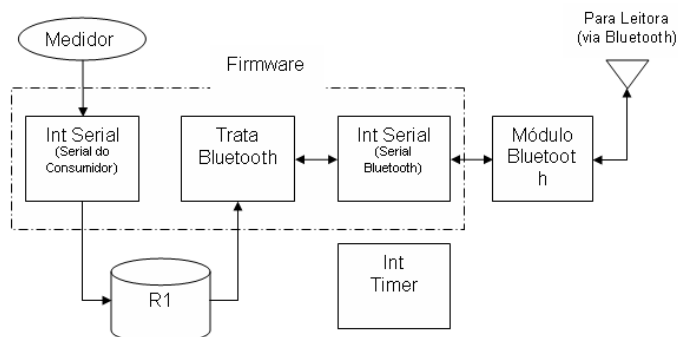 Medidor
Para Leitora
(via Bluetooth)
Firmware
Int Serial
(Serial do
Consumidor)
Trata
Bluetooth
Int Serial
(Serial
Bluetooth)
Módulo
Bluetoot
h
R1
Int
Timer